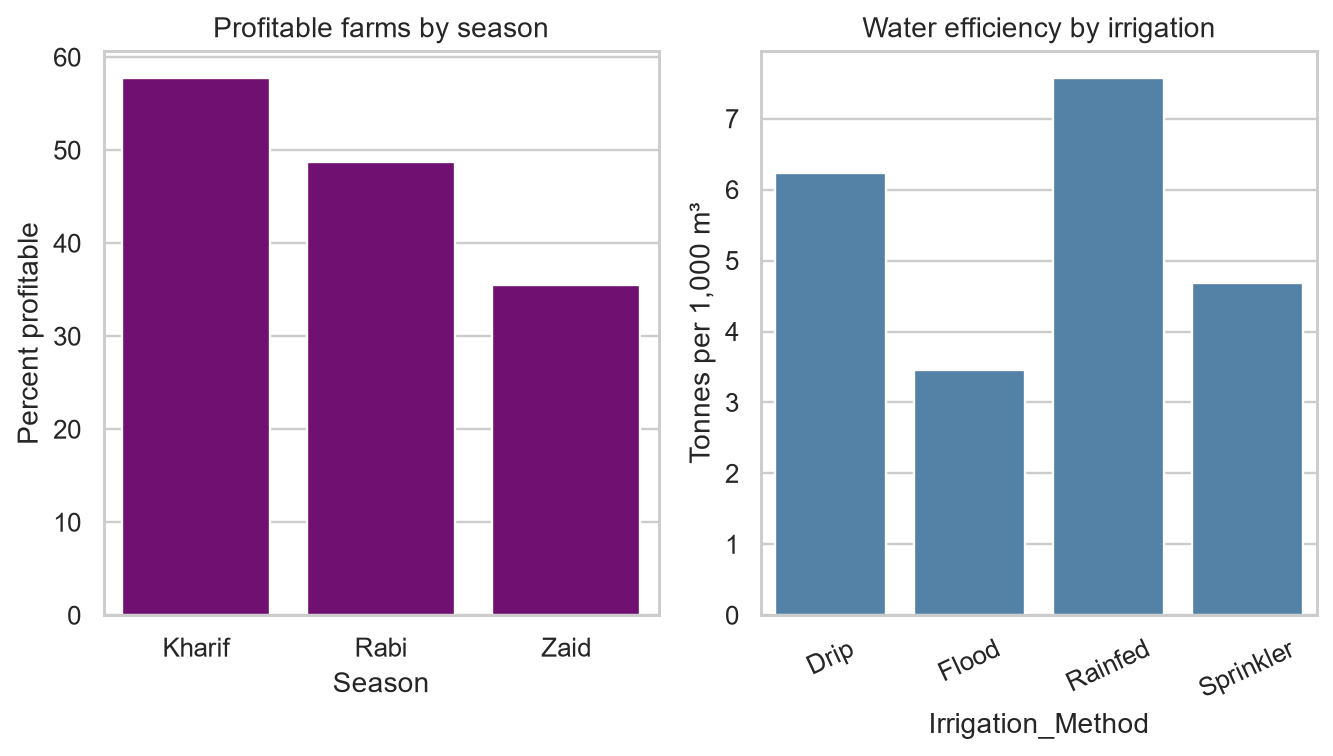 Profitable farms by season
60
50
40
30
20
10
0
Percent profitable
Kharif
Rabi
Zaid
Season
Water efficiency by irrigation
7
6
5
4
3
2
1
0
Tonnes per 1,000 m³
Drip
Flood
Rainfed
Sprinkler
Irrigation_Method